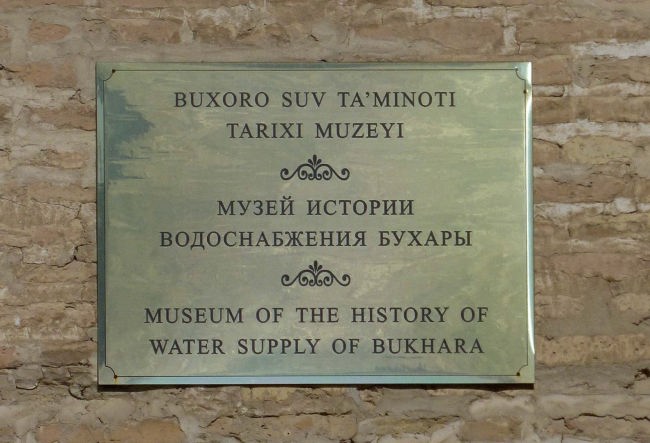 BUXORO SUV TA’MINOTI
TARIXI MUZEYI
МУЗЕЙ ИСТОРИИ
ВОДОСНАБЖЕНИЯ БУХАРЫ
MUSEUM OF THE HISTORY OF
WATER SUPPLY OF BUKHARA